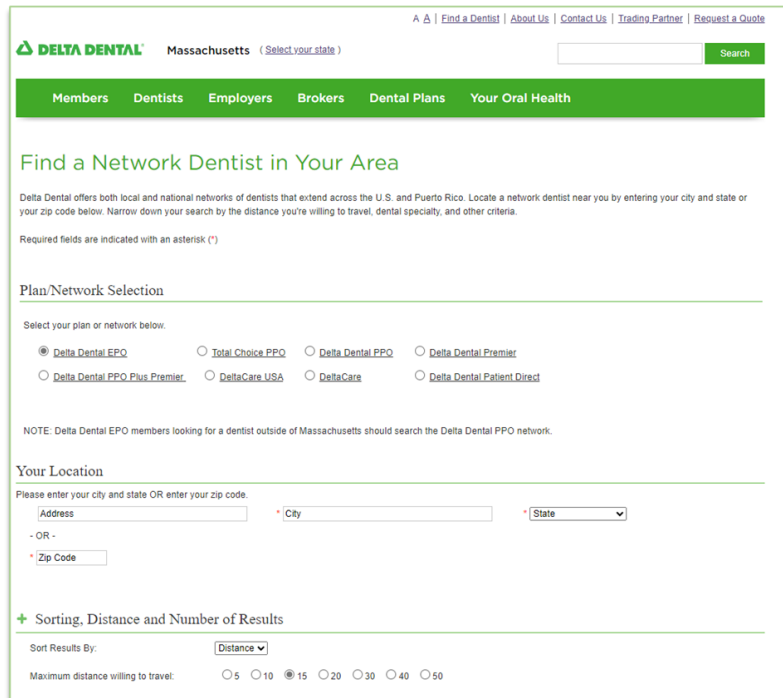 A A | Find a Dentist | About Us | Contact Us | Trading Partner | Request a Quote
DELTA DENTAL® Massachusetts ( Select your state )
Search
Members Dentists Employers Brokers Dental Plans Your Oral Health
Find a Network Dentist in Your Area
Delta Dental offers both local and national networks of dentists that extend across the U.S. and Puerto Rico. Locate a network dentist near you by entering your city and state or
your zip code below. Narrow down your search by the distance you're willing to travel, dental specialty, and other criteria.
Required fields are indicated with an asterisk (*)
Plan/Network Selection
Select your plan or network below.
Delta Dental EPO Total Choice PPO Delta Dental PPO Delta Dental Premier
Delta Dental PPO Plus Premier DeltaCare USA DeltaCare Delta Dental Patient Direct
NOTE: Delta Dental EPO members looking for a dentist outside of Massachusetts should search the Delta Dental PPO network.
Your Location
Please enter your city and state OR enter your zip code.
Address * City * State
- OR -
* Zip Code
+ Sorting, Distance and Number of Results
Sort Results By: Distance
Maximum distance willing to travel: 5 10 15 20 30 40 50